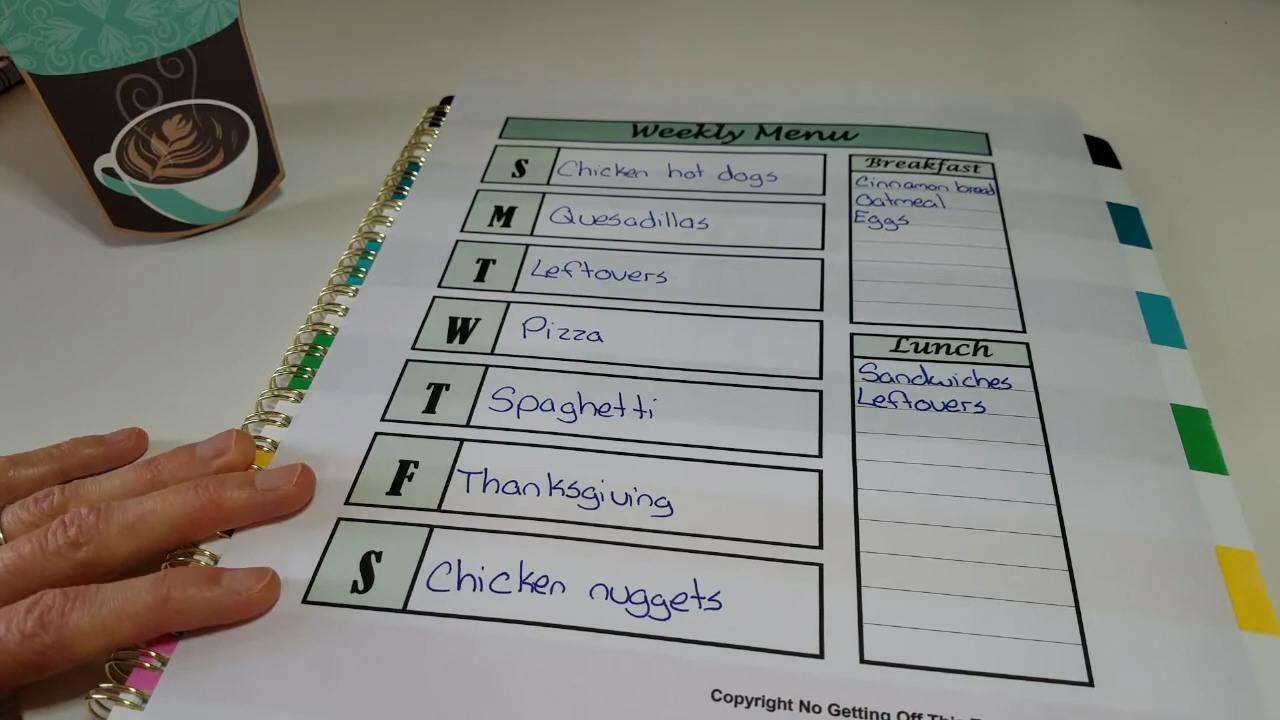 Weekly Menu
S Chicken hot dogs
M Quesadillas
T Leftovers
W Pizza
T Spaghetti
F Thanksgiving
S Chicken nuggets
Breakfast
Cinnamon bread
Oatmeal
Eggs
Lunch
Sandwiches
Leftovers
Copyright No Getting Off This